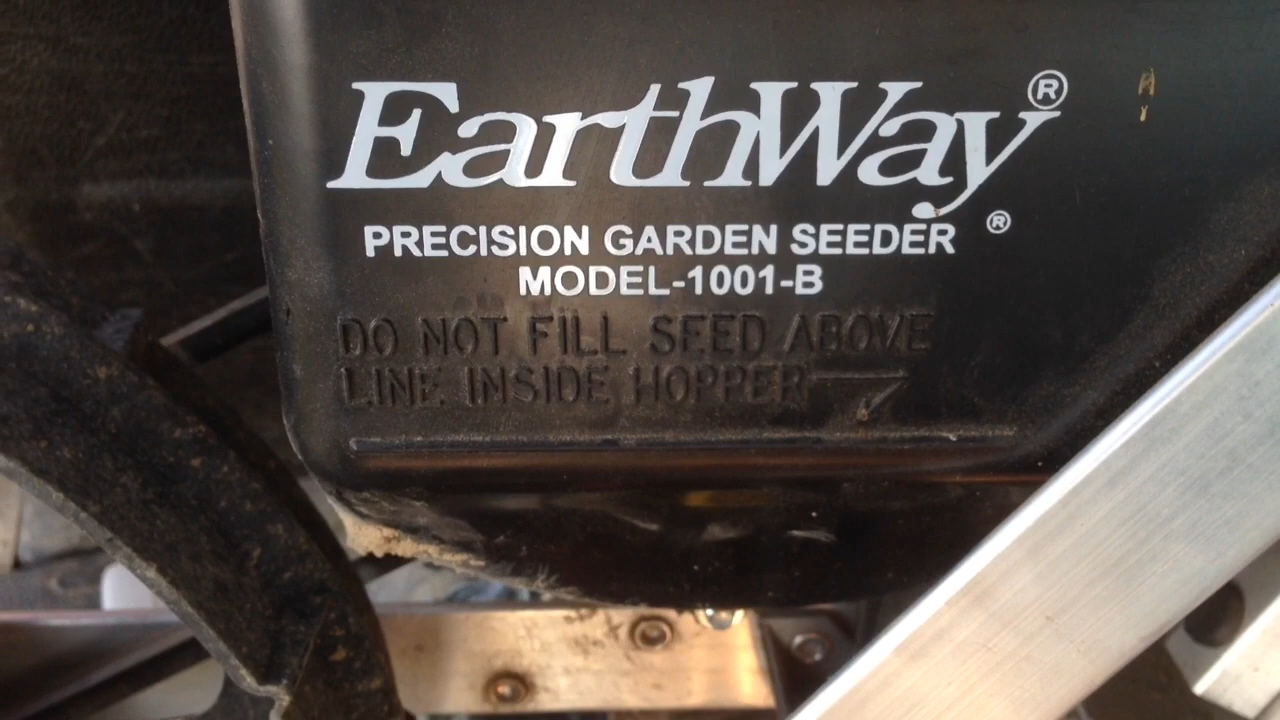 EarthWay®
PRECISION GARDEN SEEDER®
MODEL-1001-B
DO NOT FILL SEED ABOVE
LINE INSIDE HOPPER